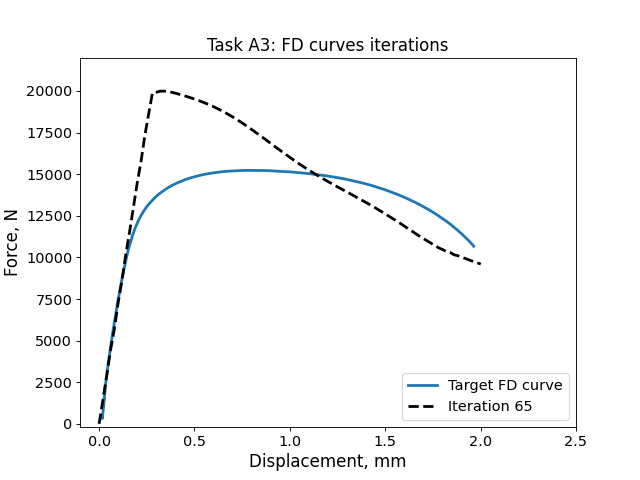 Task A3: FD curves iterations
Force, N
20000
17500
15000
12500
10000
7500
5000
2500
0
Target FD curve
Iteration 65
0.0 0.5 1.0 1.5 2.0 2.5
Displacement, mm